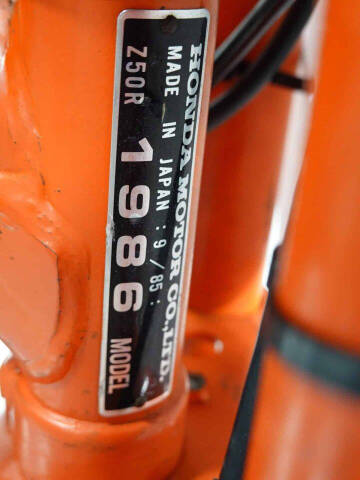 HONDA MOTOR CO., LTD.
MADE IN JAPAN : 9 / 85 :
Z50R 1986 MODEL